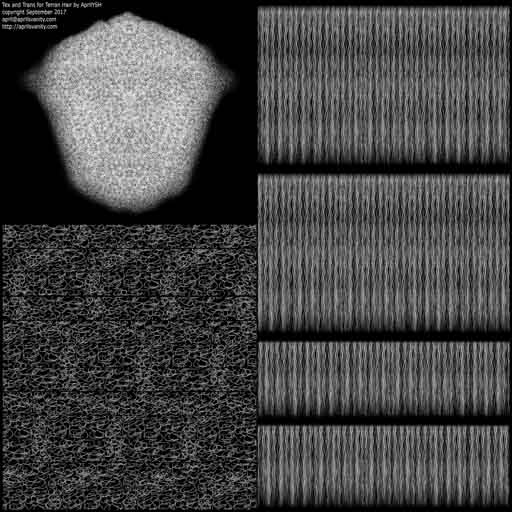 Tex and Trans for Terran Hair by AprilYSH
copyright September 2017
april@aprilsvanity.com
http://aprilsvanity.com